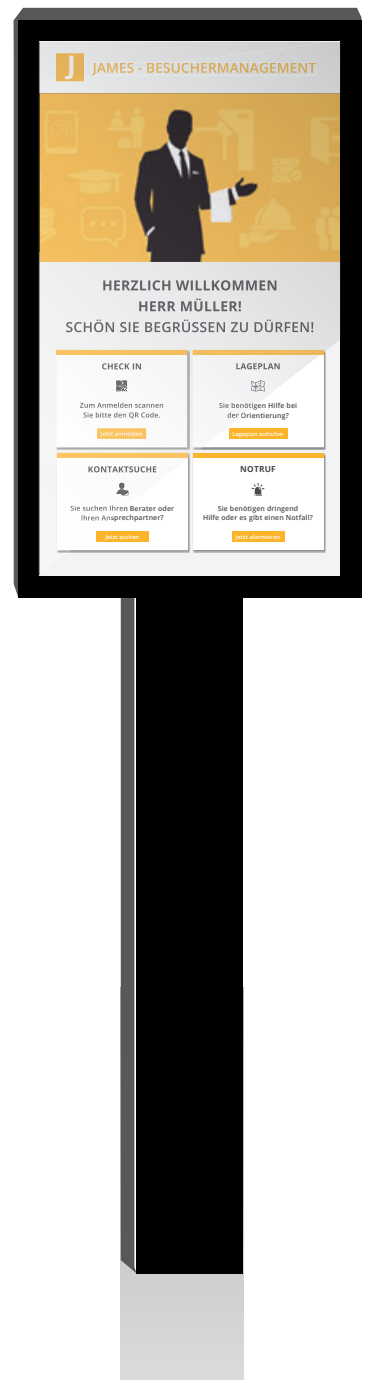 J JAMES - BESUCHERMANAGEMENT
HERZLICH WILLKOMMEN
HERR MÜLLER!
SCHÖN SIE BEGRÜSSEN ZU DÜRFEN!
CHECK IN
Zum Anmelden scannen
Sie bitte den QR Code.
Jetzt anmelden
LAGEPLAN
Sie benötigen Hilfe bei
der Orientierung?
Lageplan aufrufen
KONTAKTSUCHE
Sie suchen Ihren Berater oder
Ihren Ansprechpartner?
Jetzt suchen
NOTRUF
Sie benötigen dringend
Hilfe oder es gibt einen Notfall?
Jetzt alarmieren